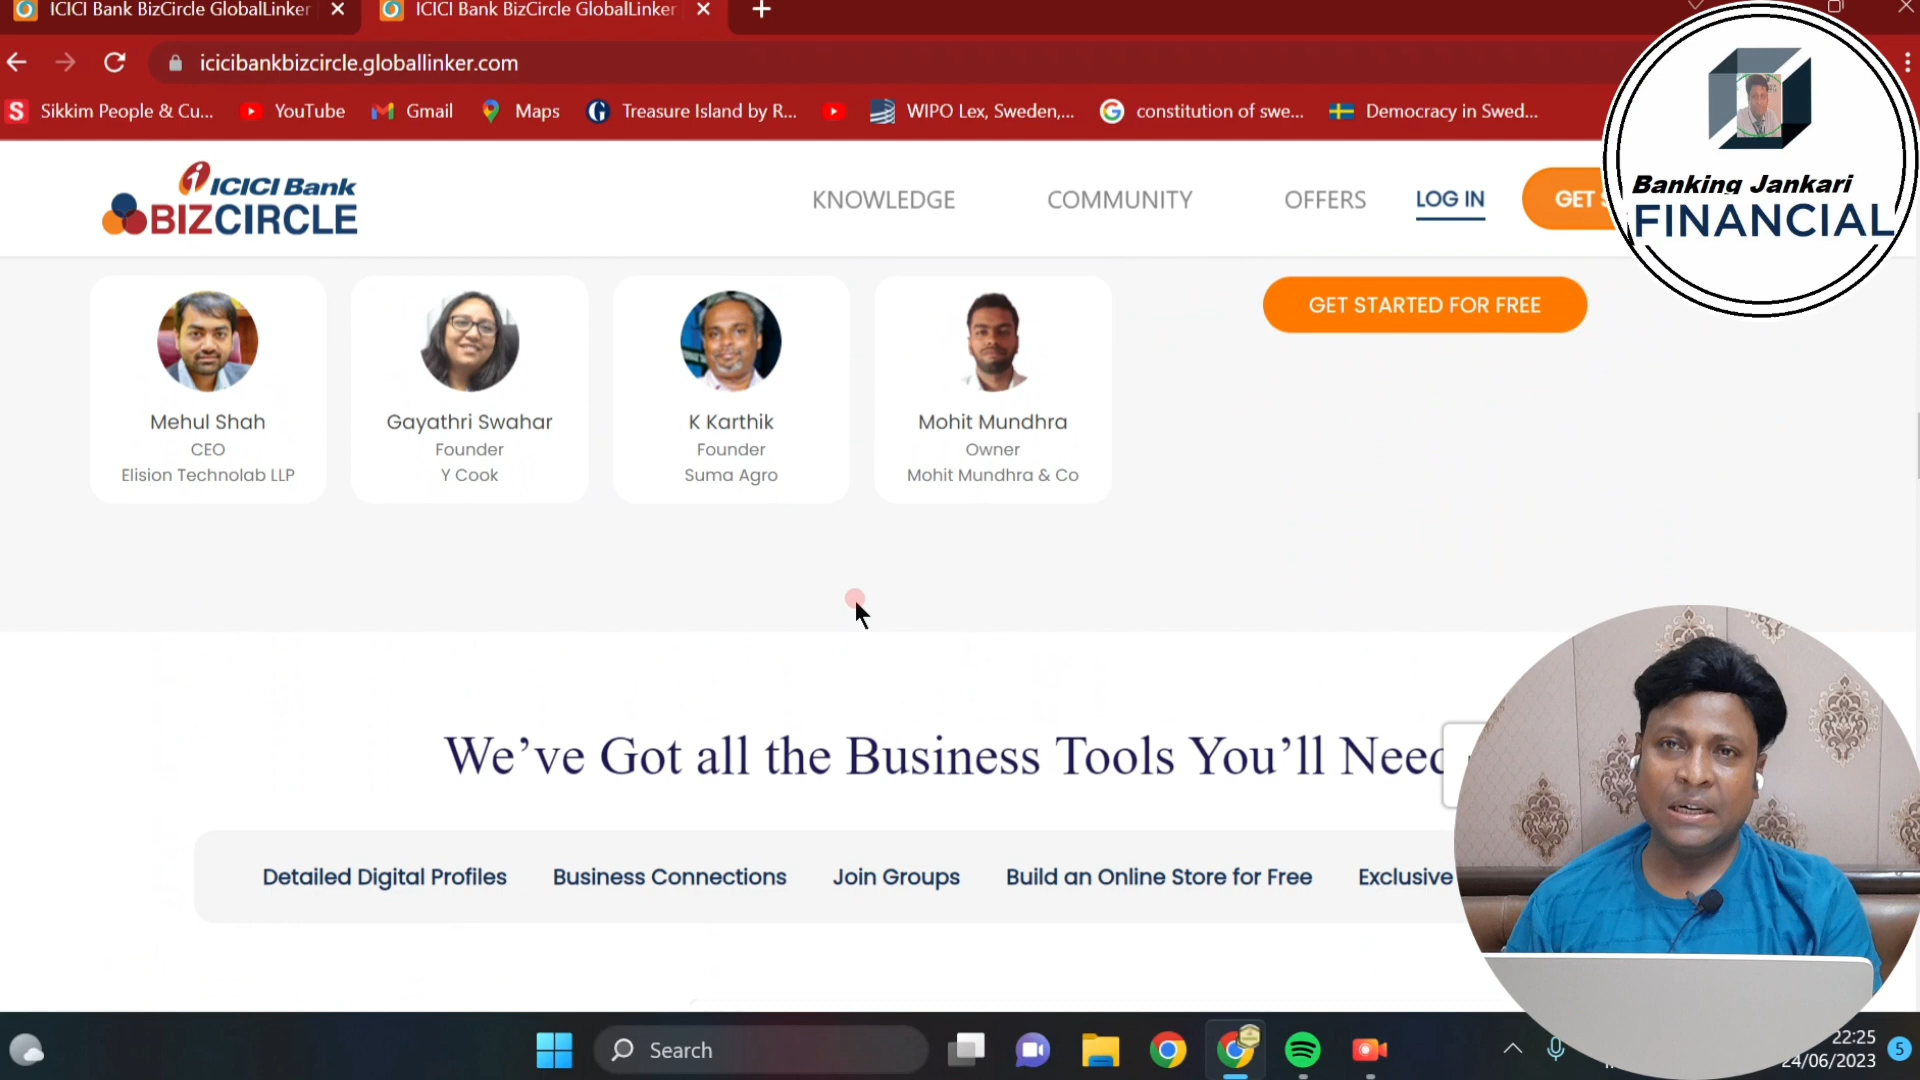 ICICI Bank BizCircle GlobalLinker
ICICI Bank BizCircle GlobalLinker
icicibankbizcircle.globallinker.com
Sikkim People & Cu...
YouTube
Gmail
Maps
Treasure Island by R...
WIPO Lex, Sweden,...
constitution of swe...
Democracy in Swed...
ICICI Bank
BIZCIRCLE
KNOWLEDGE
COMMUNITY
OFFERS
LOG IN
GET
Banking Jankari
FINANCIAL
GET STARTED FOR FREE
Mehul Shah
CEO
Elision Technolab LLP
Gayathri Swahar
Founder
Y Cook
K Karthik
Founder
Suma Agro
Mohit Mundhra
Owner
Mohit Mundhra & Co
We've Got all the Business Tools You'll Need
Detailed Digital Profiles
Business Connections
Join Groups
Build an Online Store for Free
Exclusive
Search
22:25
24/06/2023
5